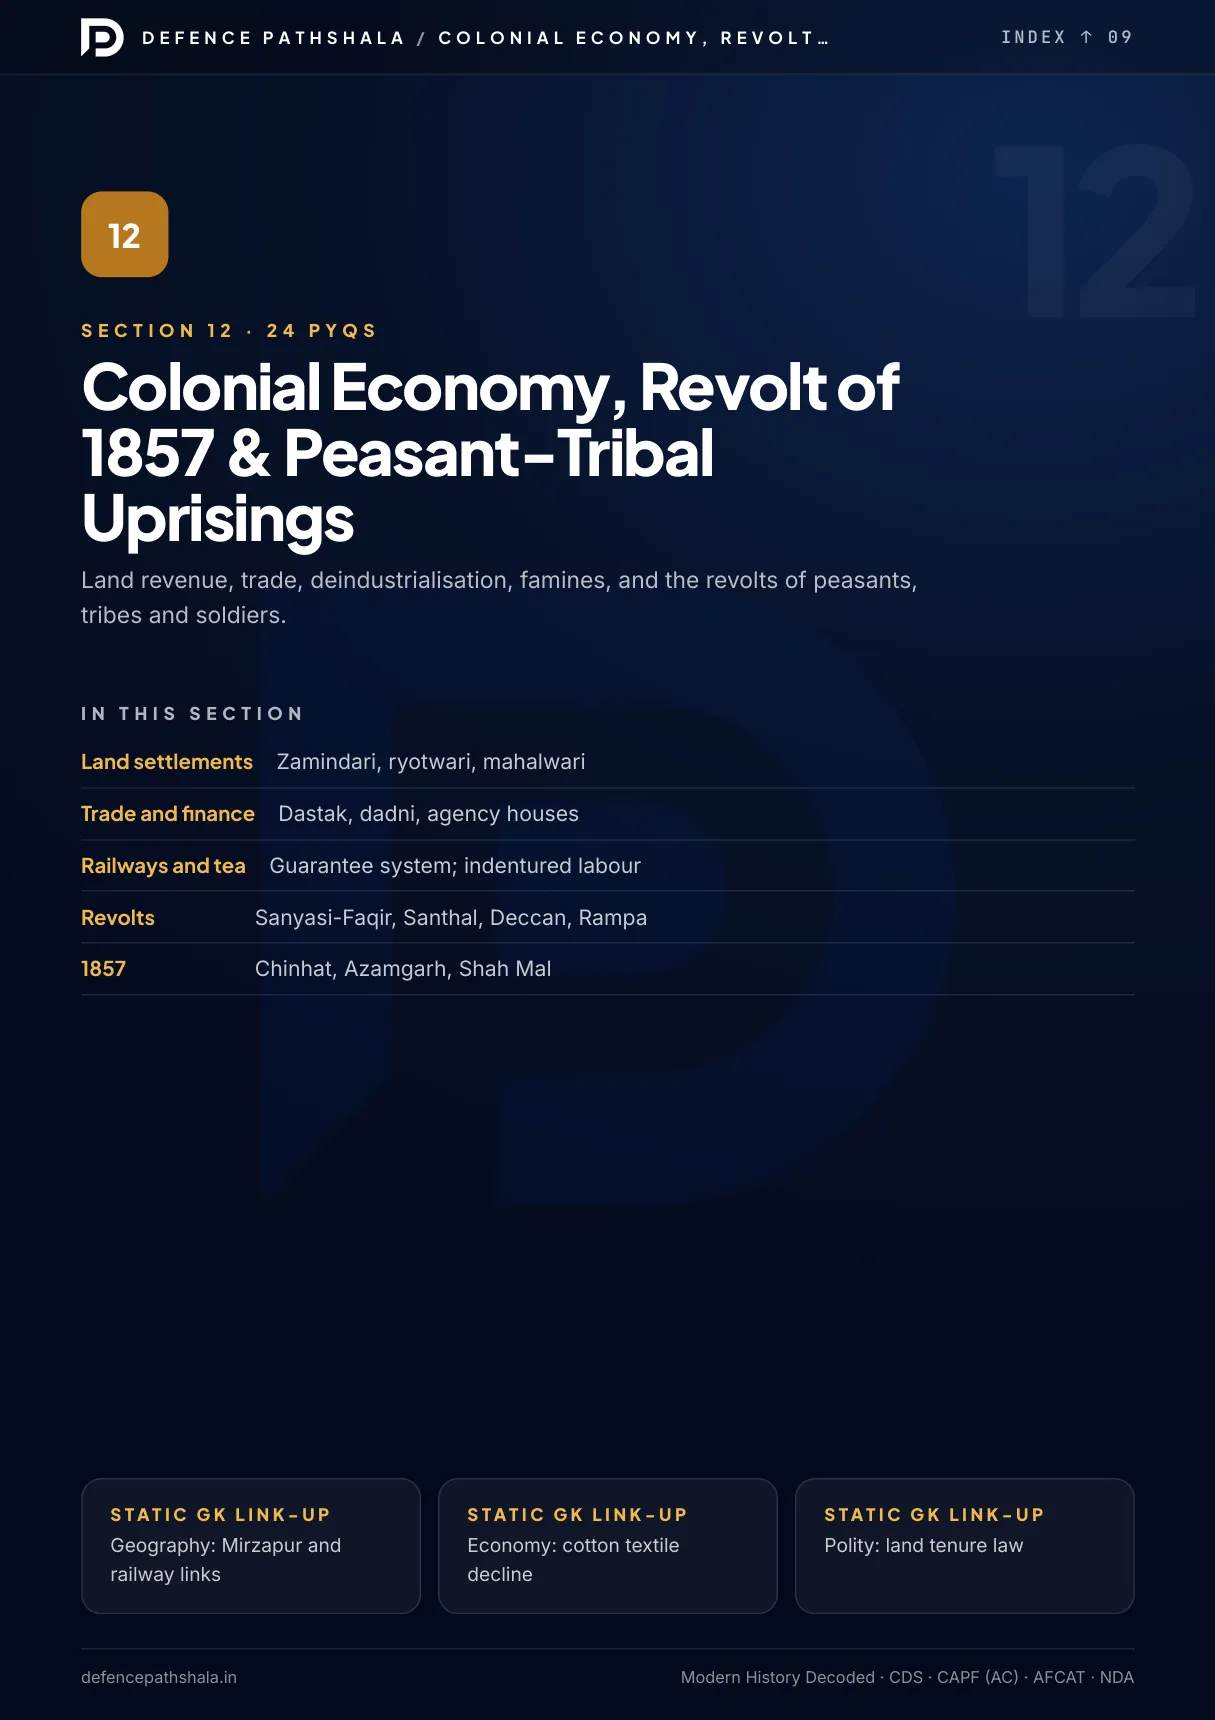 DEFENCE PATHSHALA / COLONIAL ECONOMY, REVOLT…
INDEX ↑ 09
12
12
SECTION 12 · 24 PYQS
Colonial Economy, Revolt of
1857 & Peasant-Tribal
Uprisings
Land revenue, trade, deindustrialisation, famines, and the revolts of peasants,
tribes and soldiers.
IN THIS SECTION
Land settlements Zamindari, ryotwari, mahalwari
Trade and finance Dastak, dadni, agency houses
Railways and tea Guarantee system; indentured labour
Revolts Sanyasi-Faqir, Santhal, Deccan, Rampa
1857 Chinhat, Azamgarh, Shah Mal
STATIC GK LINK-UP
Geography: Mirzapur and
railway links
STATIC GK LINK-UP
Economy: cotton textile
decline
STATIC GK LINK-UP
Polity: land tenure law
defencepathshala.in
Modern History Decoded · CDS · CAPF (AC) · AFCAT · NDA